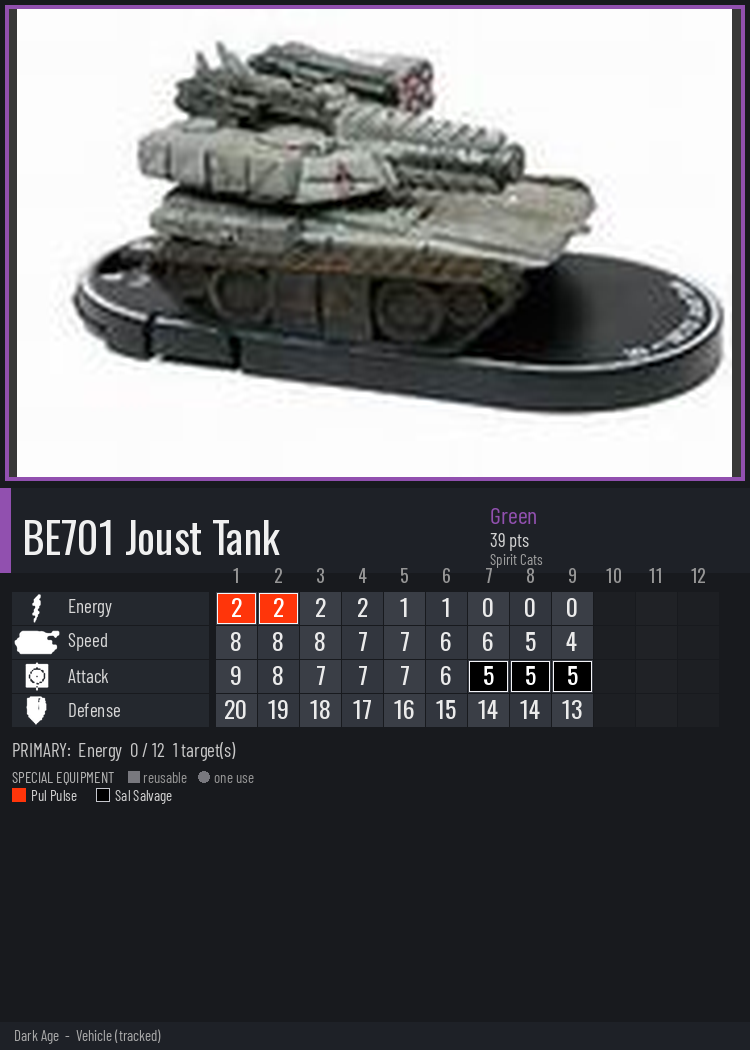 BE701 Joust Tank
Green
39 pts
Spirit Cats
1 2 3 4 5 6 7 8 9 10 11 12
Energy 2 2 2 2 1 1 0 0 0
Speed 8 8 8 7 7 6 6 5 4
Attack 9 8 7 7 7 6 5 5 5
Defense 20 19 18 17 16 15 14 14 13
PRIMARY: Energy 0 / 12 1 target(s)
SPECIAL EQUIPMENT reusable one use
Pul Pulse Sal Salvage
Dark Age - Vehicle (tracked)